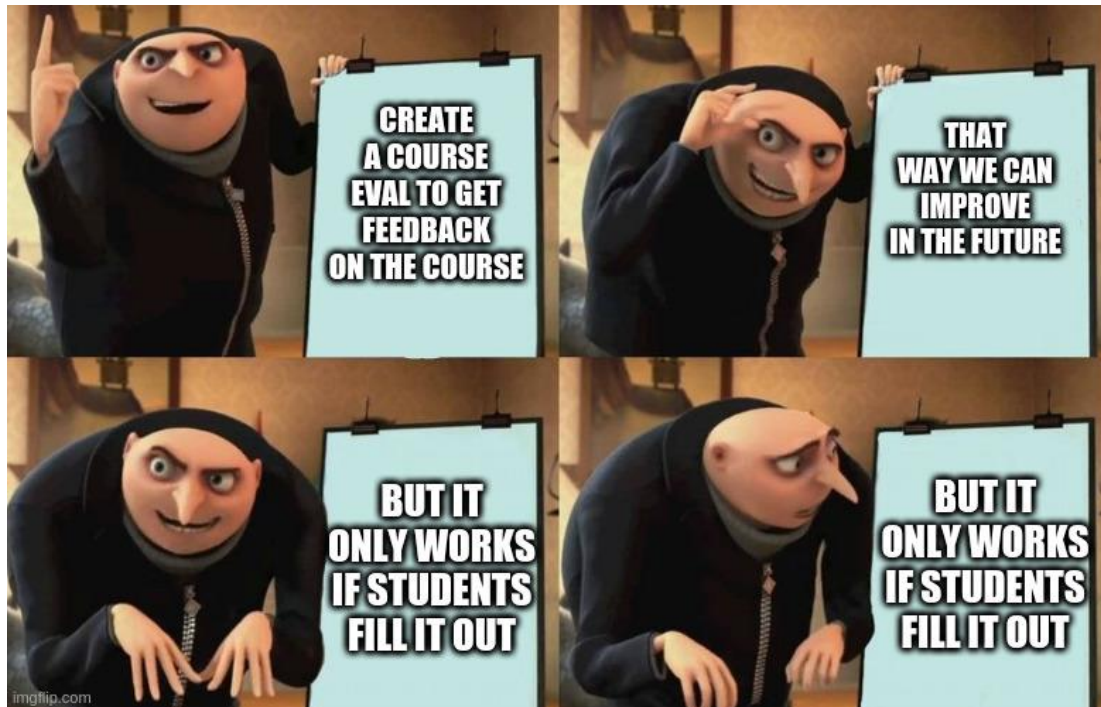 CREATE
A COURSE
EVAL TO GET
FEEDBACK
ON THE COURSE
THAT
WAY WE CAN
IMPROVE
IN THE FUTURE
BUT IT
ONLY WORKS
IF STUDENTS
FILL IT OUT
BUT IT
ONLY WORKS
IF STUDENTS
FILL IT OUT
imgflip.com